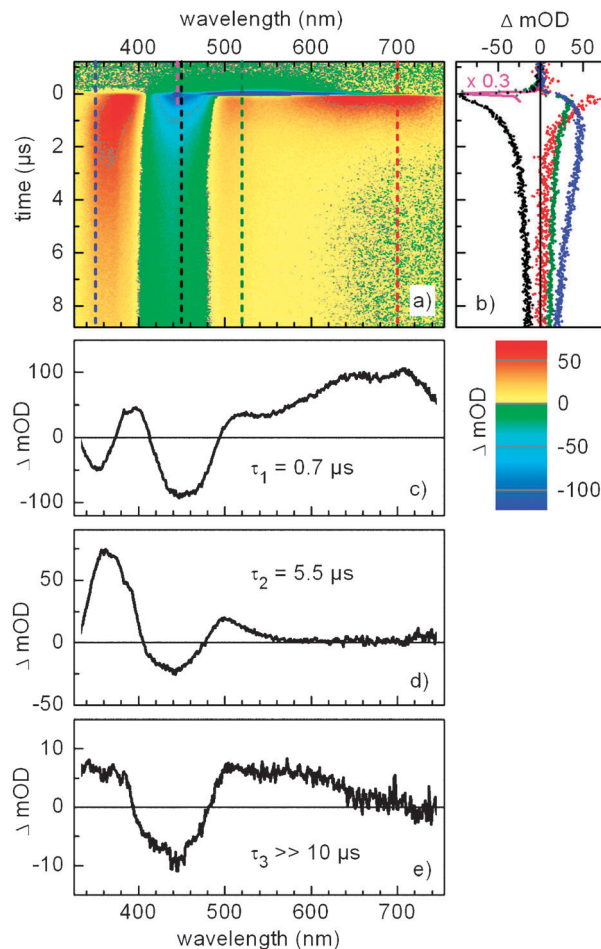 wavelength (nm)
400 500 600 700
Δ mOD
-50 0 50
time (µs)
0
2
4
6
8
a)
x 0.3
b)
Δ mOD
100
0
-100
τ1 = 0.7 µs
c)
50
0
-50
-100
Δ mOD
Δ mOD
50
0
-50
τ2 = 5.5 µs
d)
Δ mOD
10
0
-10
τ3 >> 10 µs
e)
400 500 600 700
wavelength (nm)